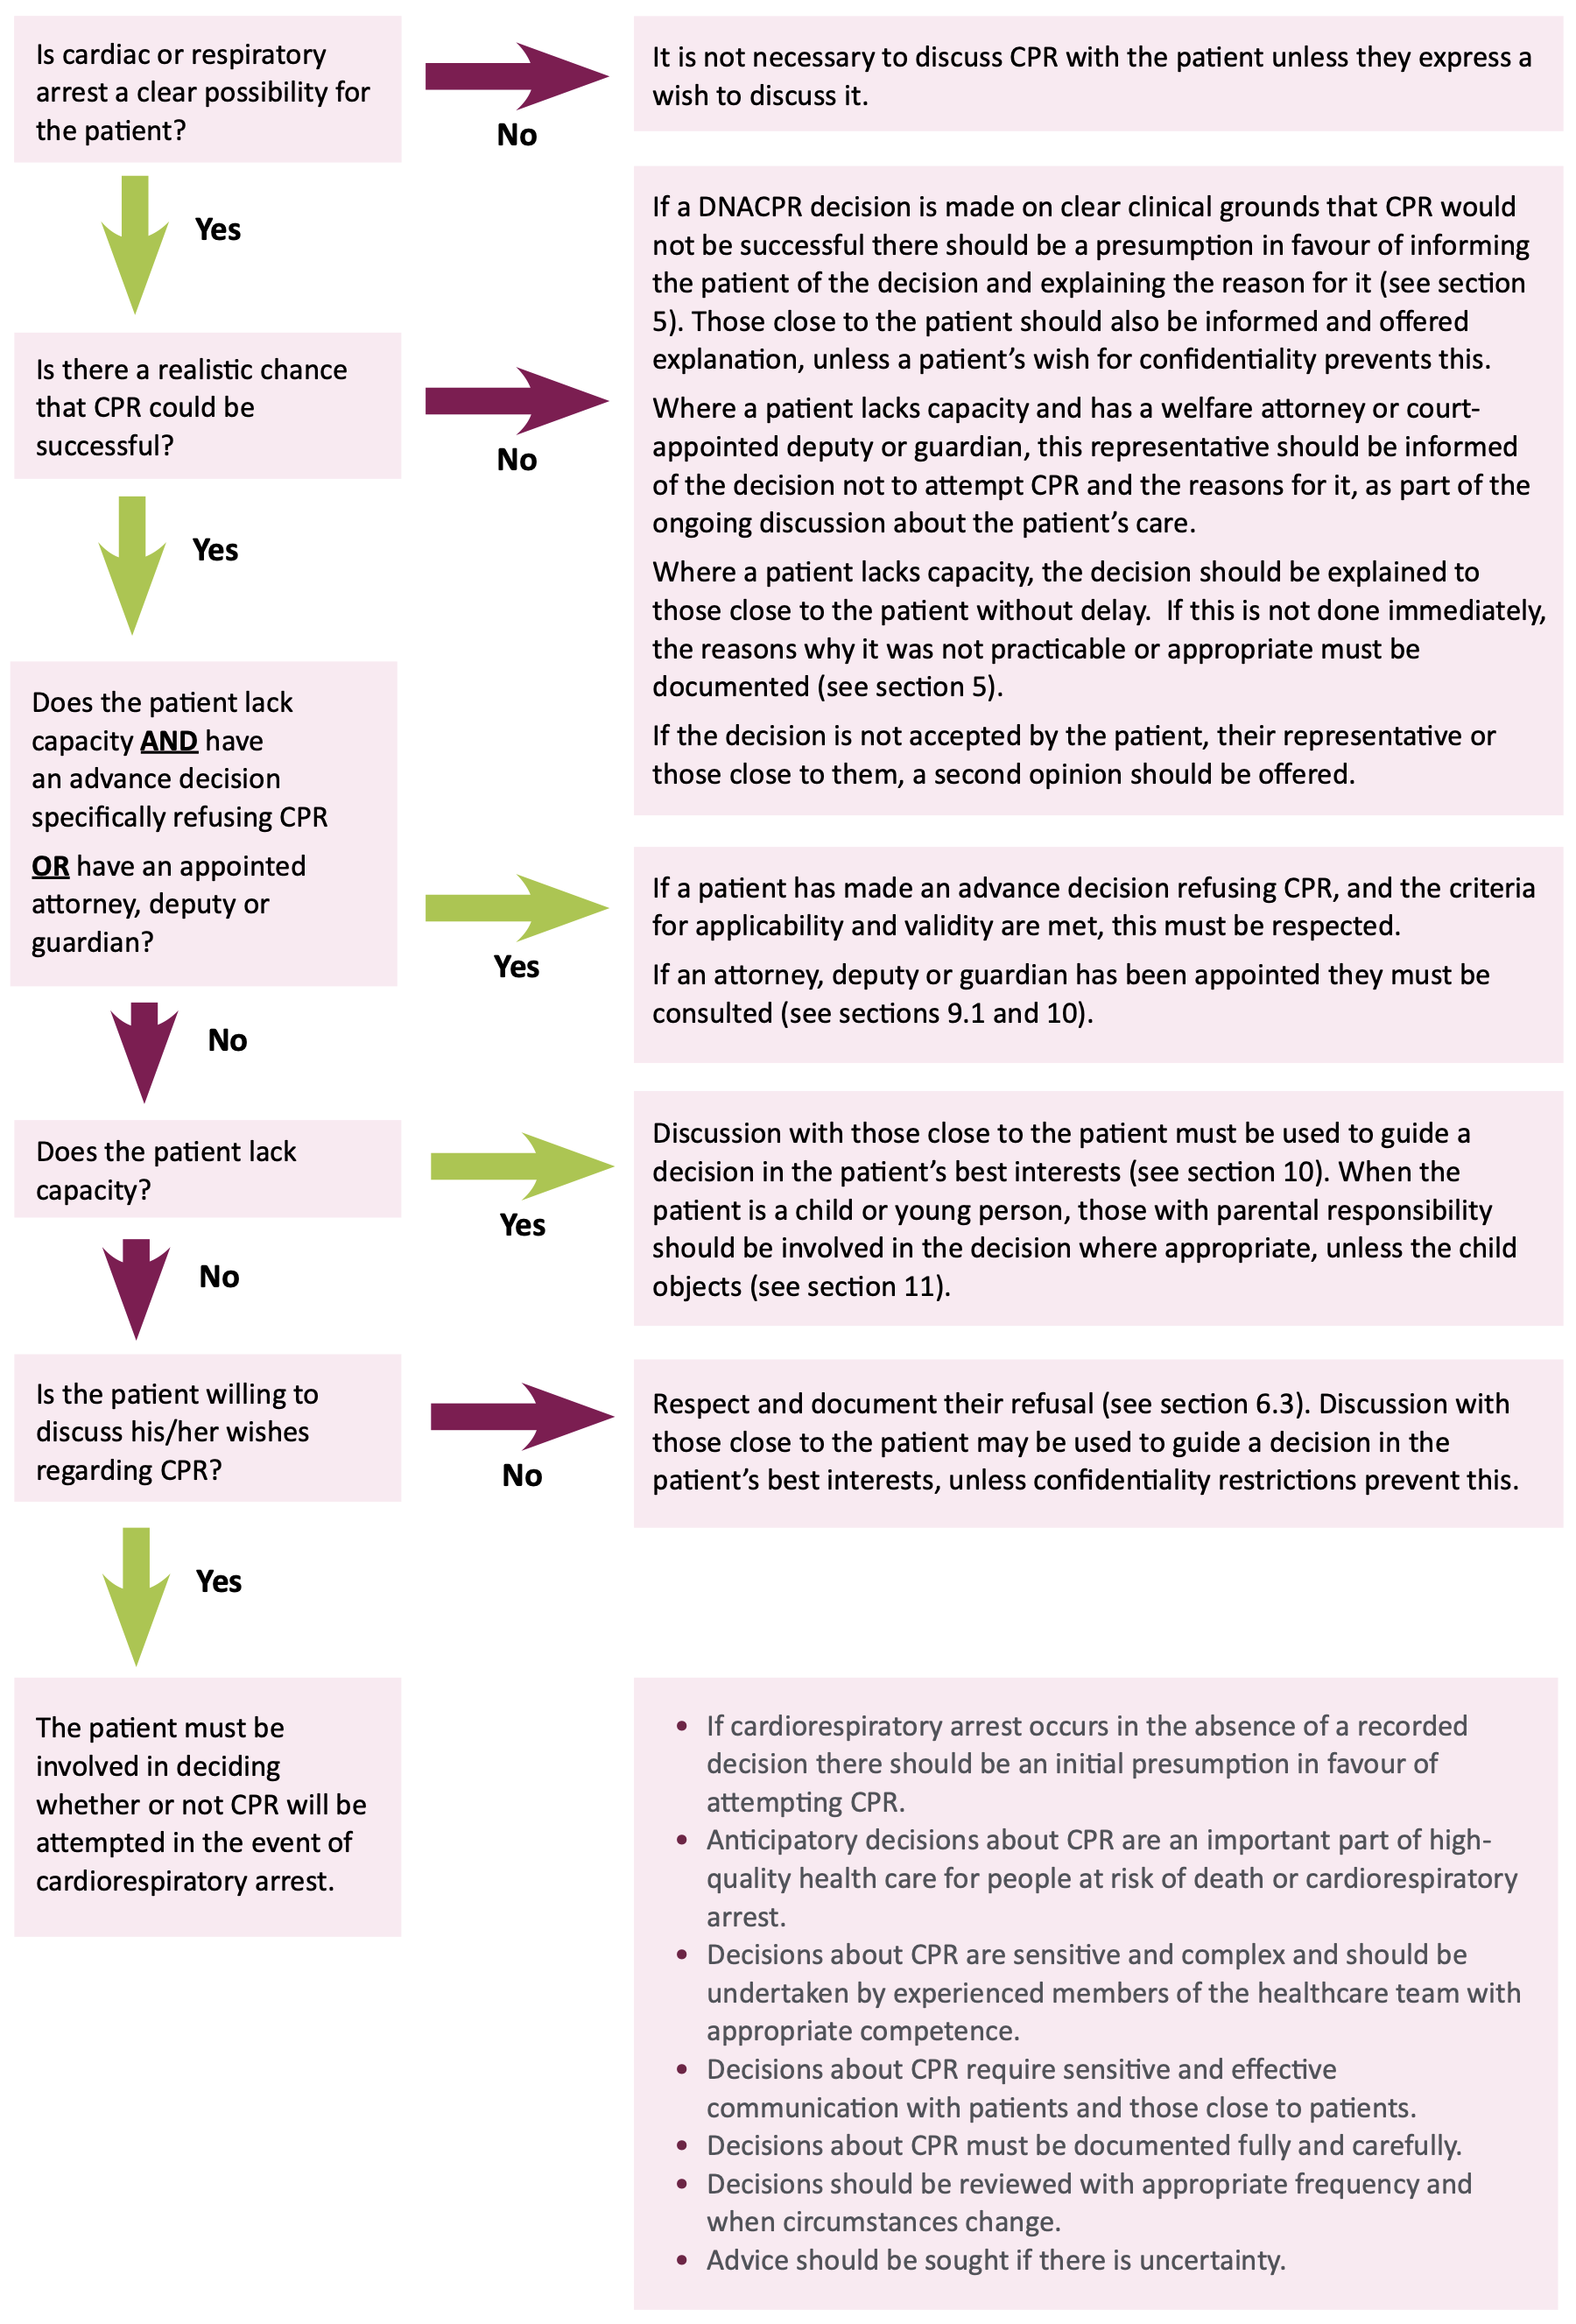 Is cardiac or respiratory
arrest a clear possibility for
the patient?
No
It is not necessary to discuss CPR with the patient unless they express a
wish to discuss it.
Yes
Is there a realistic chance
that CPR could be
successful?
No
If a DNACPR decision is made on clear clinical grounds that CPR would
not be successful there should be a presumption in favour of informing
the patient of the decision and explaining the reason for it (see section
5). Those close to the patient should also be informed and offered
explanation, unless a patient’s wish for confidentiality prevents this.
Where a patient lacks capacity and has a welfare attorney or court-
appointed deputy or guardian, this representative should be informed
of the decision not to attempt CPR and the reasons for it, as part of the
ongoing discussion about the patient’s care.
Where a patient lacks capacity, the decision should be explained to
those close to the patient without delay.  If this is not done immediately,
the reasons why it was not practicable or appropriate must be
documented (see section 5).
If the decision is not accepted by the patient, their representative or
those close to them, a second opinion should be offered.
Yes
Does the patient lack
capacity AND have
an advance decision
specifically refusing CPR
OR have an appointed
attorney, deputy or
guardian?
Yes
If a patient has made an advance decision refusing CPR, and the criteria
for applicability and validity are met, this must be respected.
If an attorney, deputy or guardian has been appointed they must be
consulted (see sections 9.1 and 10).
No
Does the patient lack
capacity?
Yes
Discussion with those close to the patient must be used to guide a
decision in the patient’s best interests (see section 10). When the
patient is a child or young person, those with parental responsibility
should be involved in the decision where appropriate, unless the child
objects (see section 11).
No
Is the patient willing to
discuss his/her wishes
regarding CPR?
No
Respect and document their refusal (see section 6.3). Discussion with
those close to the patient may be used to guide a decision in the
patient’s best interests, unless confidentiality restrictions prevent this.
Yes
The patient must be
involved in deciding
whether or not CPR will be
attempted in the event of
cardiorespiratory arrest.
• If cardiorespiratory arrest occurs in the absence of a recorded
decision there should be an initial presumption in favour of
attempting CPR.
• Anticipatory decisions about CPR are an important part of high-
quality health care for people at risk of death or cardiorespiratory
arrest.
• Decisions about CPR are sensitive and complex and should be
undertaken by experienced members of the healthcare team with
appropriate competence.
• Decisions about CPR require sensitive and effective
communication with patients and those close to patients.
• Decisions about CPR must be documented fully and carefully.
• Decisions should be reviewed with appropriate frequency and
when circumstances change.
• Advice should be sought if there is uncertainty.